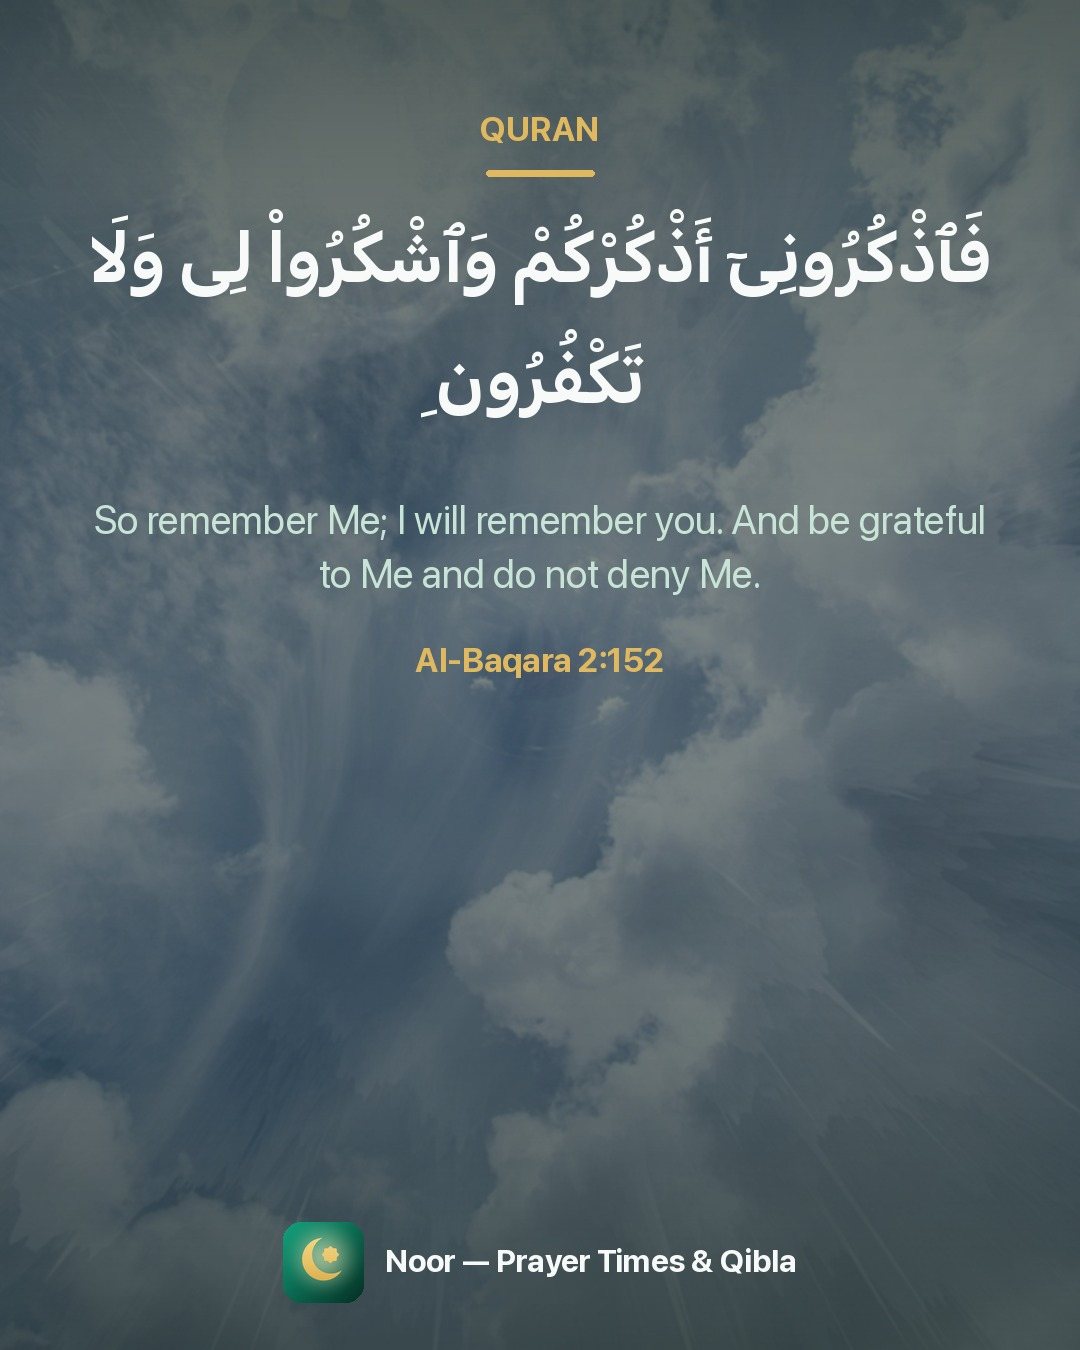 QURAN
فَٱذْكُرُونِىٓ أَذْكُرْكُمْ وَٱشْكُرُوا۟ لِى وَلَا
تَكْفُرُونِ
So remember Me; I will remember you. And be grateful
to Me and do not deny Me.
Al-Baqara 2:152
Noor — Prayer Times & Qibla